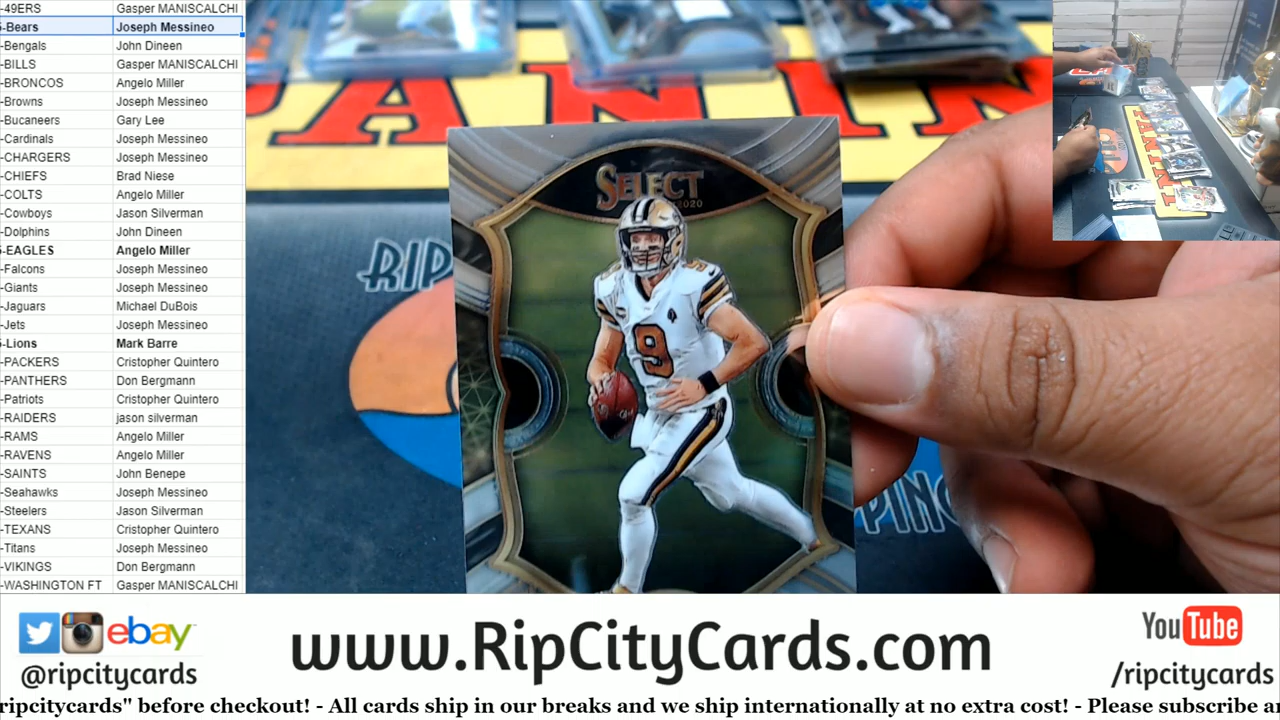 -49ERS Gasper MANISCALCHI
-Bears Joseph Messineo
-Bengals John Dineen
-BILLS Gasper MANISCALCHI
-BRONCOS Angelo Miller
-Browns Joseph Messineo
-Bucaneers Gary Lee
-Cardinals Joseph Messineo
-CHARGERS Joseph Messineo
-CHIEFS Brad Niese
-COLTS Angelo Miller
-Cowboys Jason Silverman
-Dolphins John Dineen
-EAGLES Angelo Miller
-Falcons Joseph Messineo
-Giants Joseph Messineo
-Jaguars Michael DuBois
-Jets Joseph Messineo
-Lions Mark Barre
-PACKERS Cristopher Quintero
-PANTHERS Don Bergmann
-Patriots Cristopher Quintero
-RAIDERS jason silverman
-RAMS Angelo Miller
-RAVENS Angelo Miller
-SAINTS John Benepe
-Seahawks Joseph Messineo
-Steelers Jason Silverman
-TEXANS Cristopher Quintero
-Titans Joseph Messineo
-VIKINGS Don Bergmann
-WASHINGTON FT Gasper MANISCALCHI
PANINI
SELECT
2020
9
9
RIP
PING
PANINI
ebay
@ripcitycards
www.RipCityCards.com
YouTube
/ripcitycards
ripcitycards" before checkout! - All cards ship in our breaks and we ship internationally at no extra cost! - Please subscribe